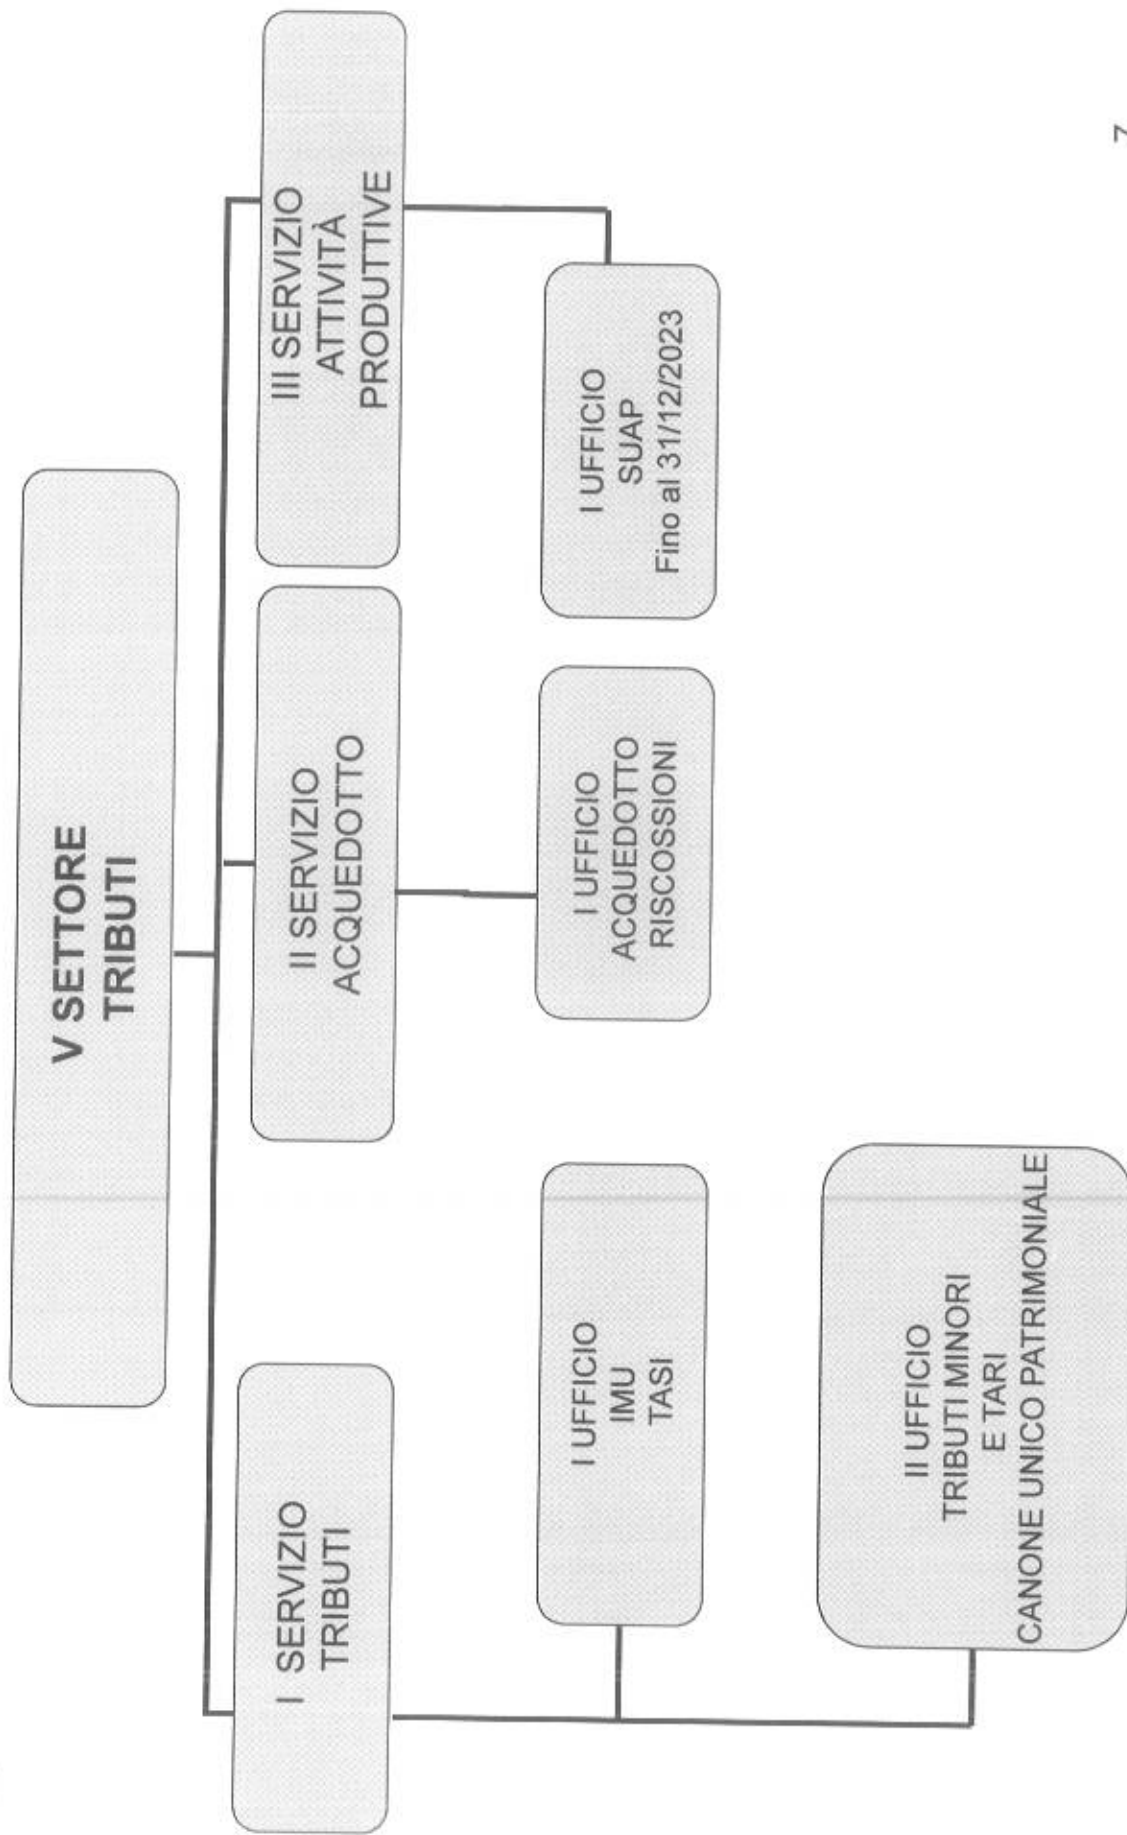 V SETTORE
TRIBUTI
I SERVIZIO
TRIBUTI
II SERVIZIO
ACQUEDOTTO
III SERVIZIO
ATTIVITÀ
PRODUTTIVE
I UFFICIO
IMU
TASI
I UFFICIO
ACQUEDOTTO
RISCOSSIONI
I UFFICIO
SUAP
Fino al 31/12/2023
II UFFICIO
TRIBUTI MINORI
E TARI
CANONE UNICO PATRIMONIALE
7